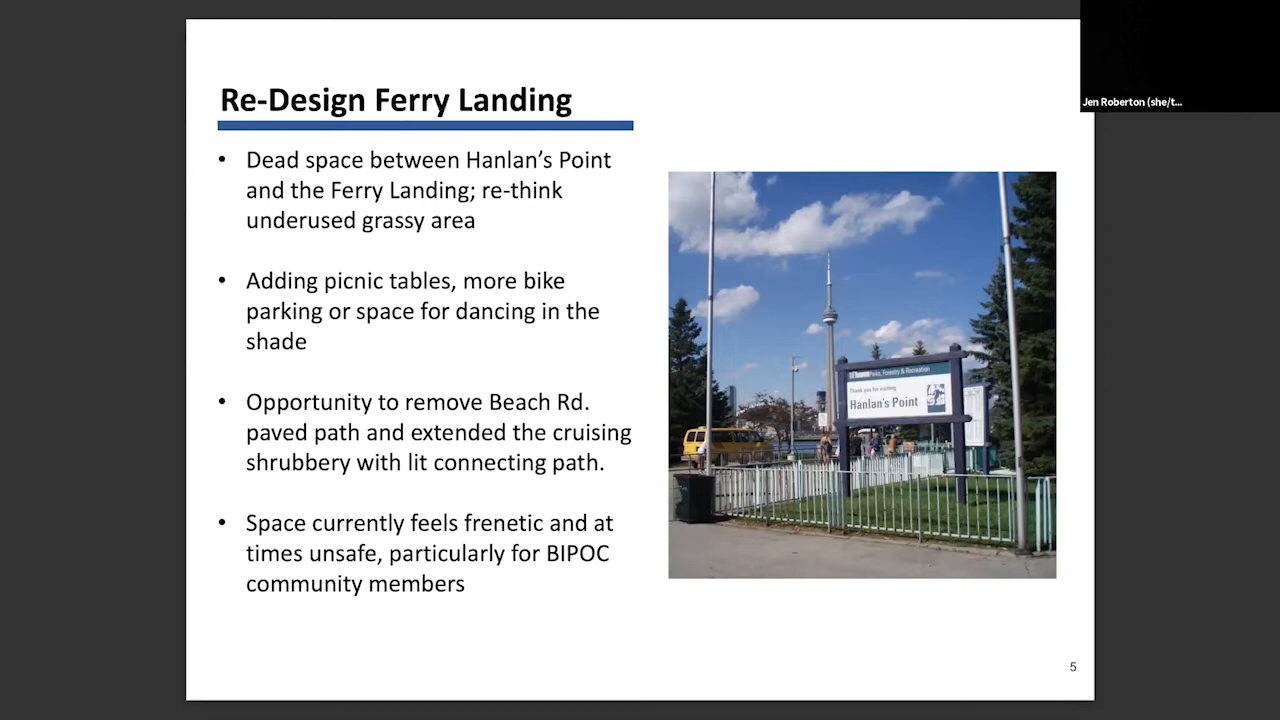 Re-Design Ferry Landing
Jen Roberton (she/t...
• Dead space between Hanlan's Point
and the Ferry Landing; re-think
underused grassy area
• Adding picnic tables, more bike
parking or space for dancing in the
shade
• Opportunity to remove Beach Rd.
paved path and extended the cruising
shrubbery with lit connecting path.
• Space currently feels frenetic and at
times unsafe, particularly for BIPOC
community members
Toronto Parks, Forestry & Recreation
Thank you for visiting
Hanlan's Point
5